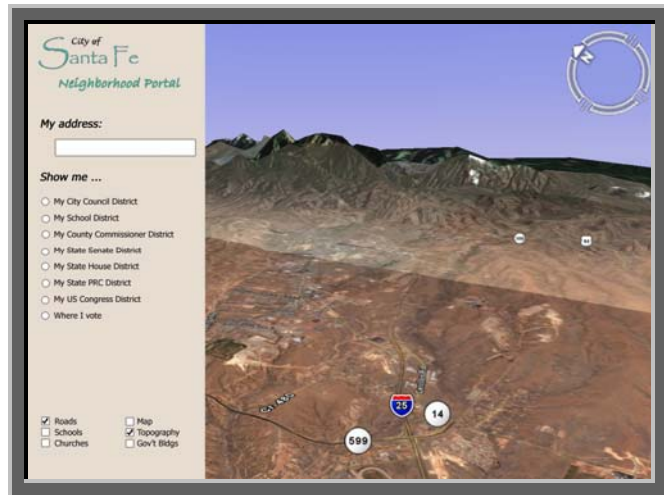 City of
Santa Fe
Neighborhood Portal
My address:
Show me ...
My City Council District
My School District
My County Commissioner District
My State Senate District
My State House District
My State PRC District
My US Congress District
Where I vote
Roads
Map
Schools
Topography
Churches
Gov't Bldgs
N
25
14
599